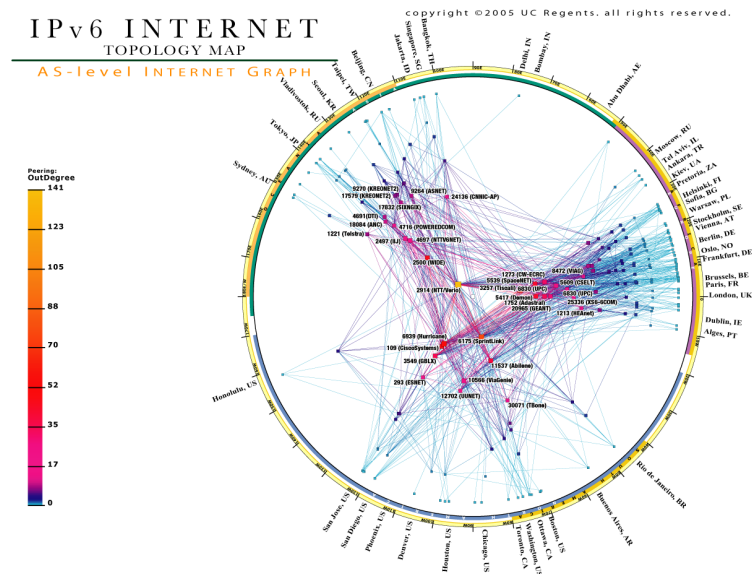 copyright ©2005 UC Regents. all rights reserved.
IPv6 INTERNET
TOPOLOGY MAP
AS-level INTERNET GRAPH
Peering:
OutDegree
141
123
105
88
70
52
35
17
0
Honolulu, US
Sydney, AU
Tokyo, JP
Vladivostok, RU
Seoul, KR
Taipei, TW
Beijing, CN
Jakarta, ID
Singapore, SG
Bangkok, TH
Delhi, IN
Bombay, IN
Abu Dhabi, AE
Moscow, RU
Tel Aviv, IL
Ankara, TR
Kiev, UA
Pretoria, ZA
Helsinki, FI
Sofia, BG
Warsaw, PL
Stockholm, SE
Vienna, AT
Berlin, DE
Oslo, NO
Frankfurt, DE
Brussels, BE
Paris, FR
London, UK
Dublin, IE
Alges, PT
Rio de Janeiro, BR
Buenos Aires, AR
Boston, US
Ottawa, CA
Washington, US
Toronto, CA
Chicago, US
Houston, US
Denver, US
Phoenix, US
San Diego, US
San Jose, US
9270 (KREONET2)
17579 (KREONET2)
9264 (ASNET)
24136 (CNNIC-AP)
17832 (SIXNGIX)
4691(DTI)
18084 (ANC)
4716 (POWEREDCOM)
1221 (Telstra)
2497 (IIJ)
4697 (NTTV6NET)
2500 (WIDE)
2914 (NTT/Verio)
1273 (CW-ECRC)
8472 (VIAG)
5539 (SpaceNET)
5609 (CSELT)
3257 (Tiscali)
6830 (UPC)
6830 (UPC)
5417 (Demon)
1752 (Adastral)
25336 (XS6-6COM)
20965 (GEANT)
1213 (HEAnet)
6939 (Hurricane)
6175 (SprintLink)
109 (CiscoSystems)
3549 (GBLX)
11537 (Abilene)
293 (ESNET)
10566 (ViaGenie)
12702 (UUNET)
30071 (TBone)